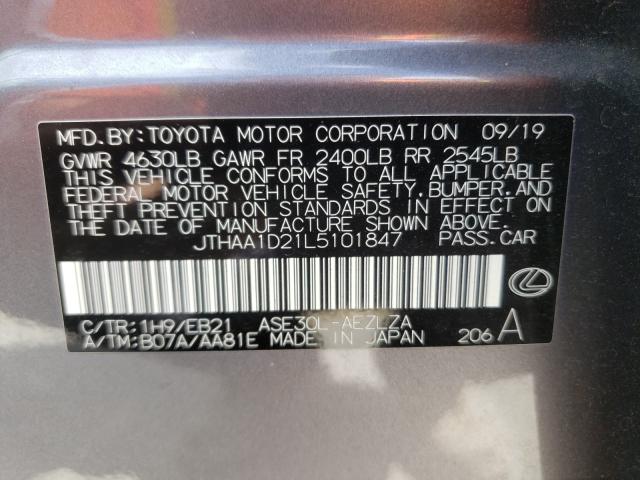 MFD.BY:TOYOTA MOTOR CORPORATION 09/19
GVWR 4630LB GAWR FR 2400LB RR 2545LB
THIS VEHICLE CONFORMS TO ALL APPLICABLE
FEDERAL MOTOR VEHICLE SAFETY,BUMPER,AND
THEFT PREVENTION STANDARDS IN EFFECT ON
THE DATE OF MANUFACTURE SHOWN ABOVE.
JTHAA1D21L5101847 PASS.CAR
C/TR:1H9/EB21 ASE30L-AEZLZA
A/TM:B07A/AA81E MADE IN JAPAN 206 A